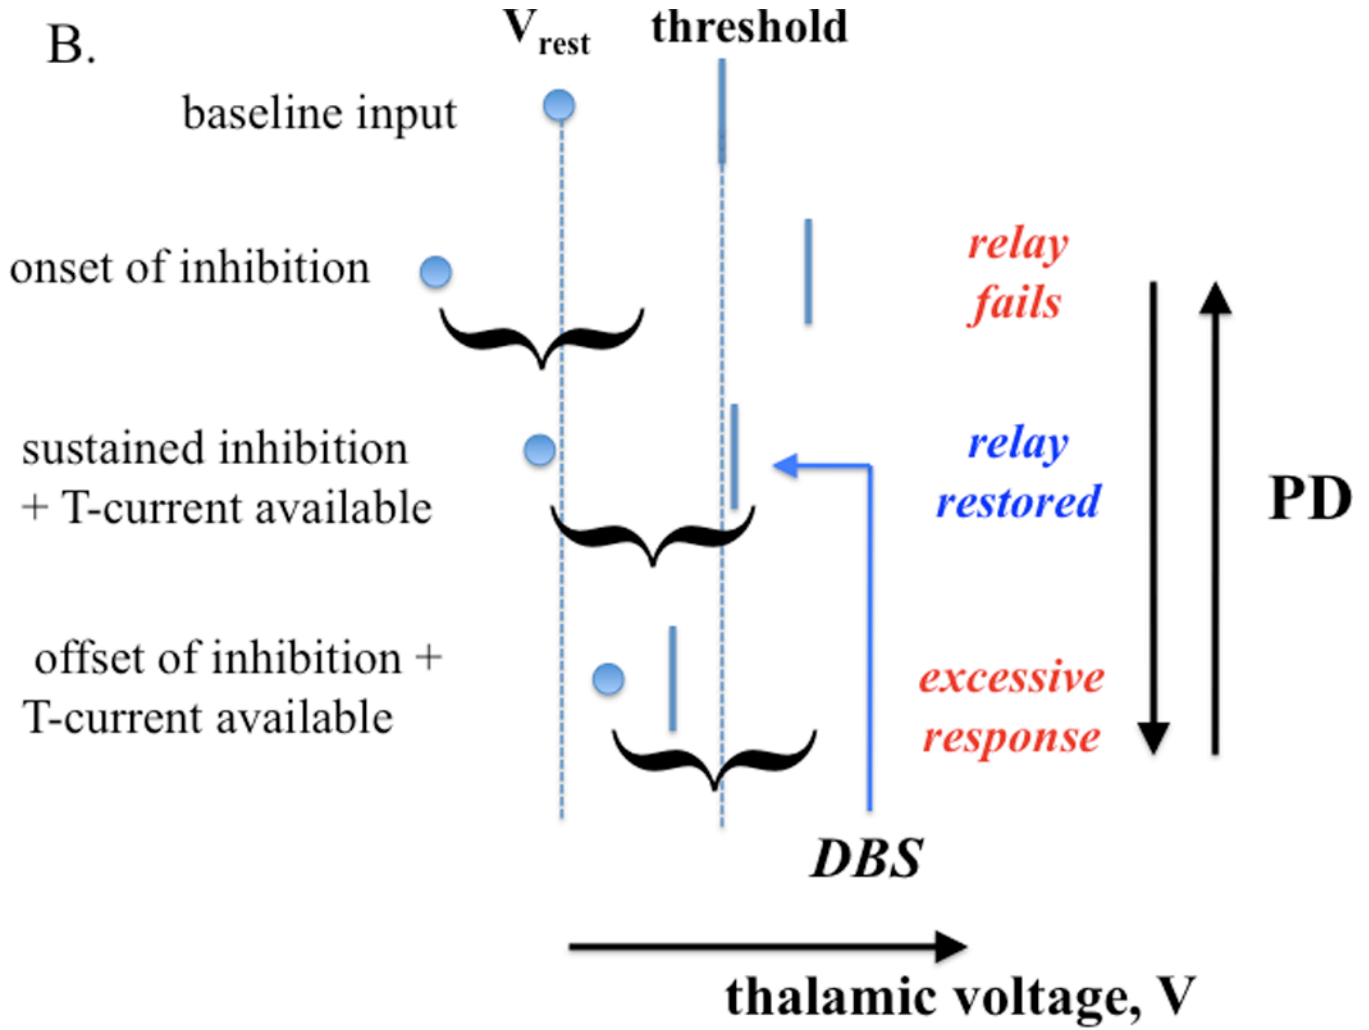 B.
V_rest threshold
baseline input
onset of inhibition
relay
fails
sustained inhibition
+ T-current available
relay
restored
PD
offset of inhibition +
T-current available
excessive
response
DBS
thalamic voltage, V